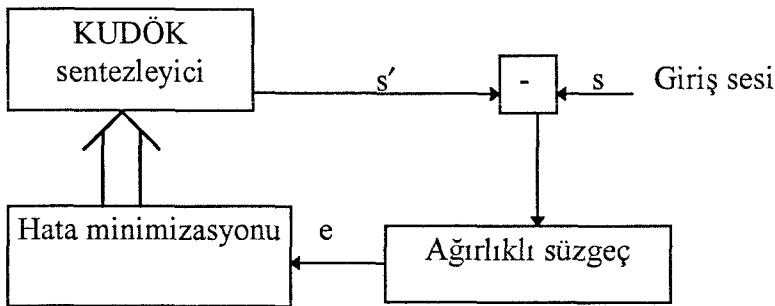 KUDÖK
sentezleyici
s′ - s Giriş sesi
Hata minimizasyonu e Ağırlıklı süzgeç